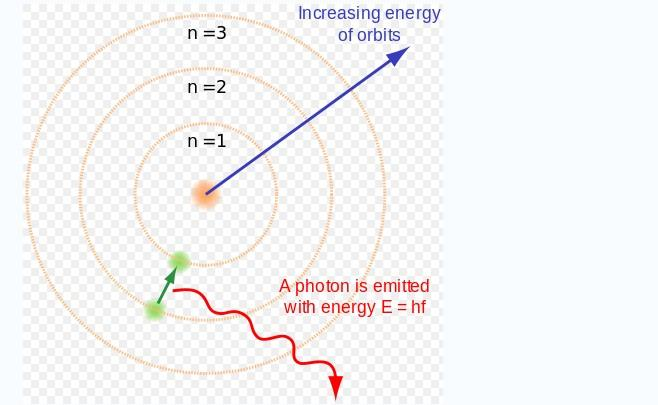 Increasing energy
of orbits
n =3
n =2
n =1
A photon is emitted
with energy E = hf